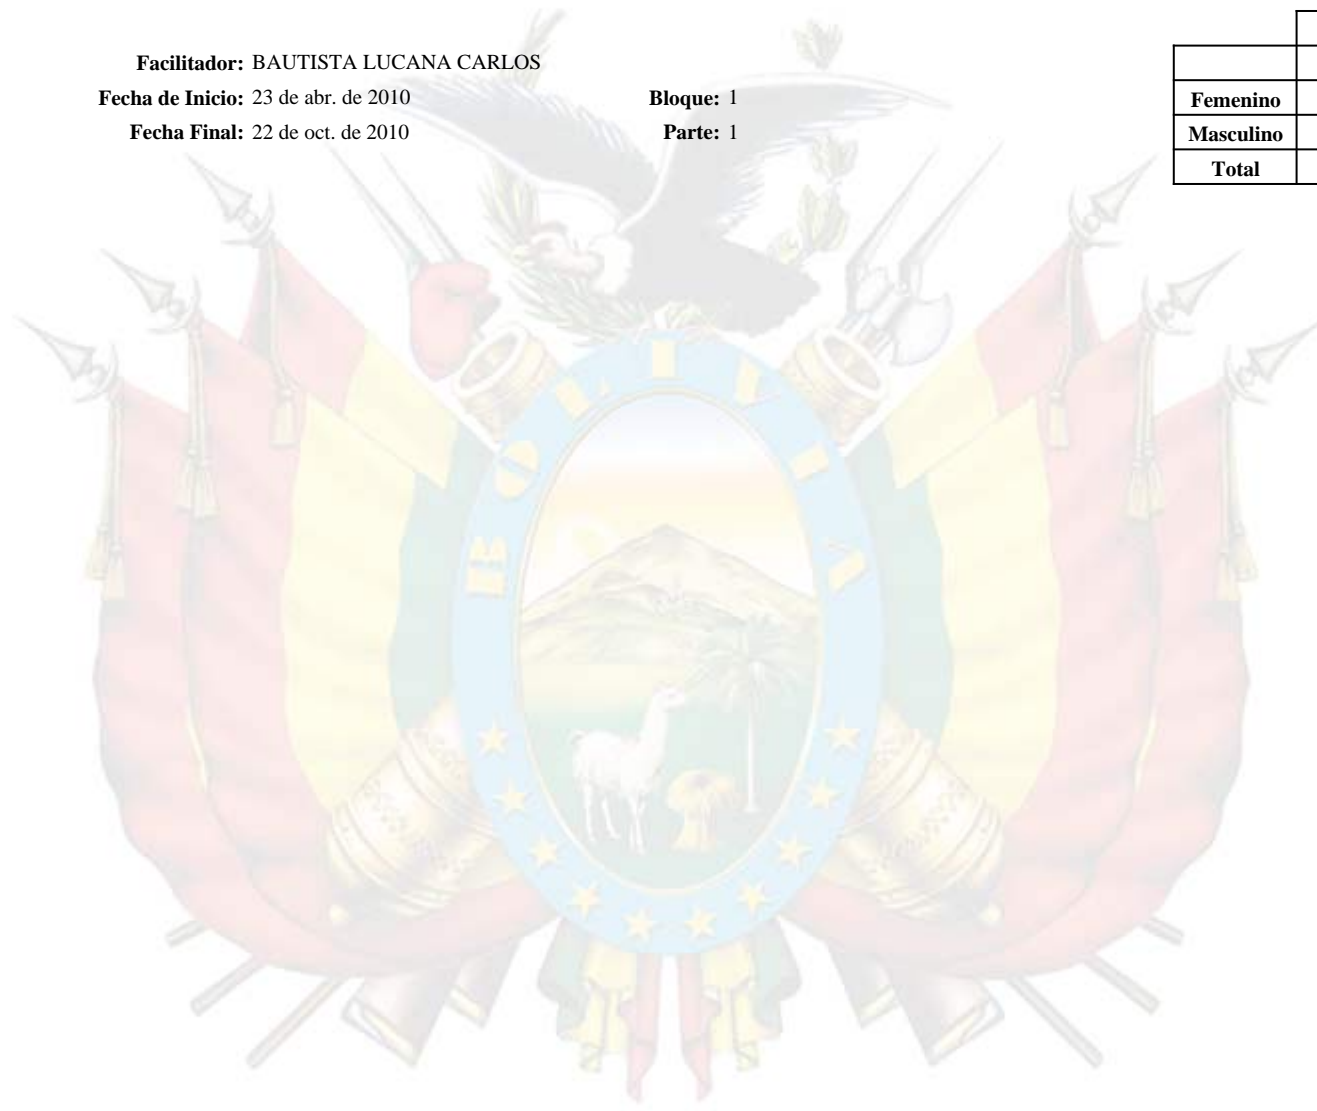 Facilitador: BAUTISTA LUCANA CARLOS
Fecha de Inicio: 23 de abr. de 2010 Bloque: 1
Fecha Final: 22 de oct. de 2010 Parte: 1
Femenino
Masculino
Total
BOLIVIA